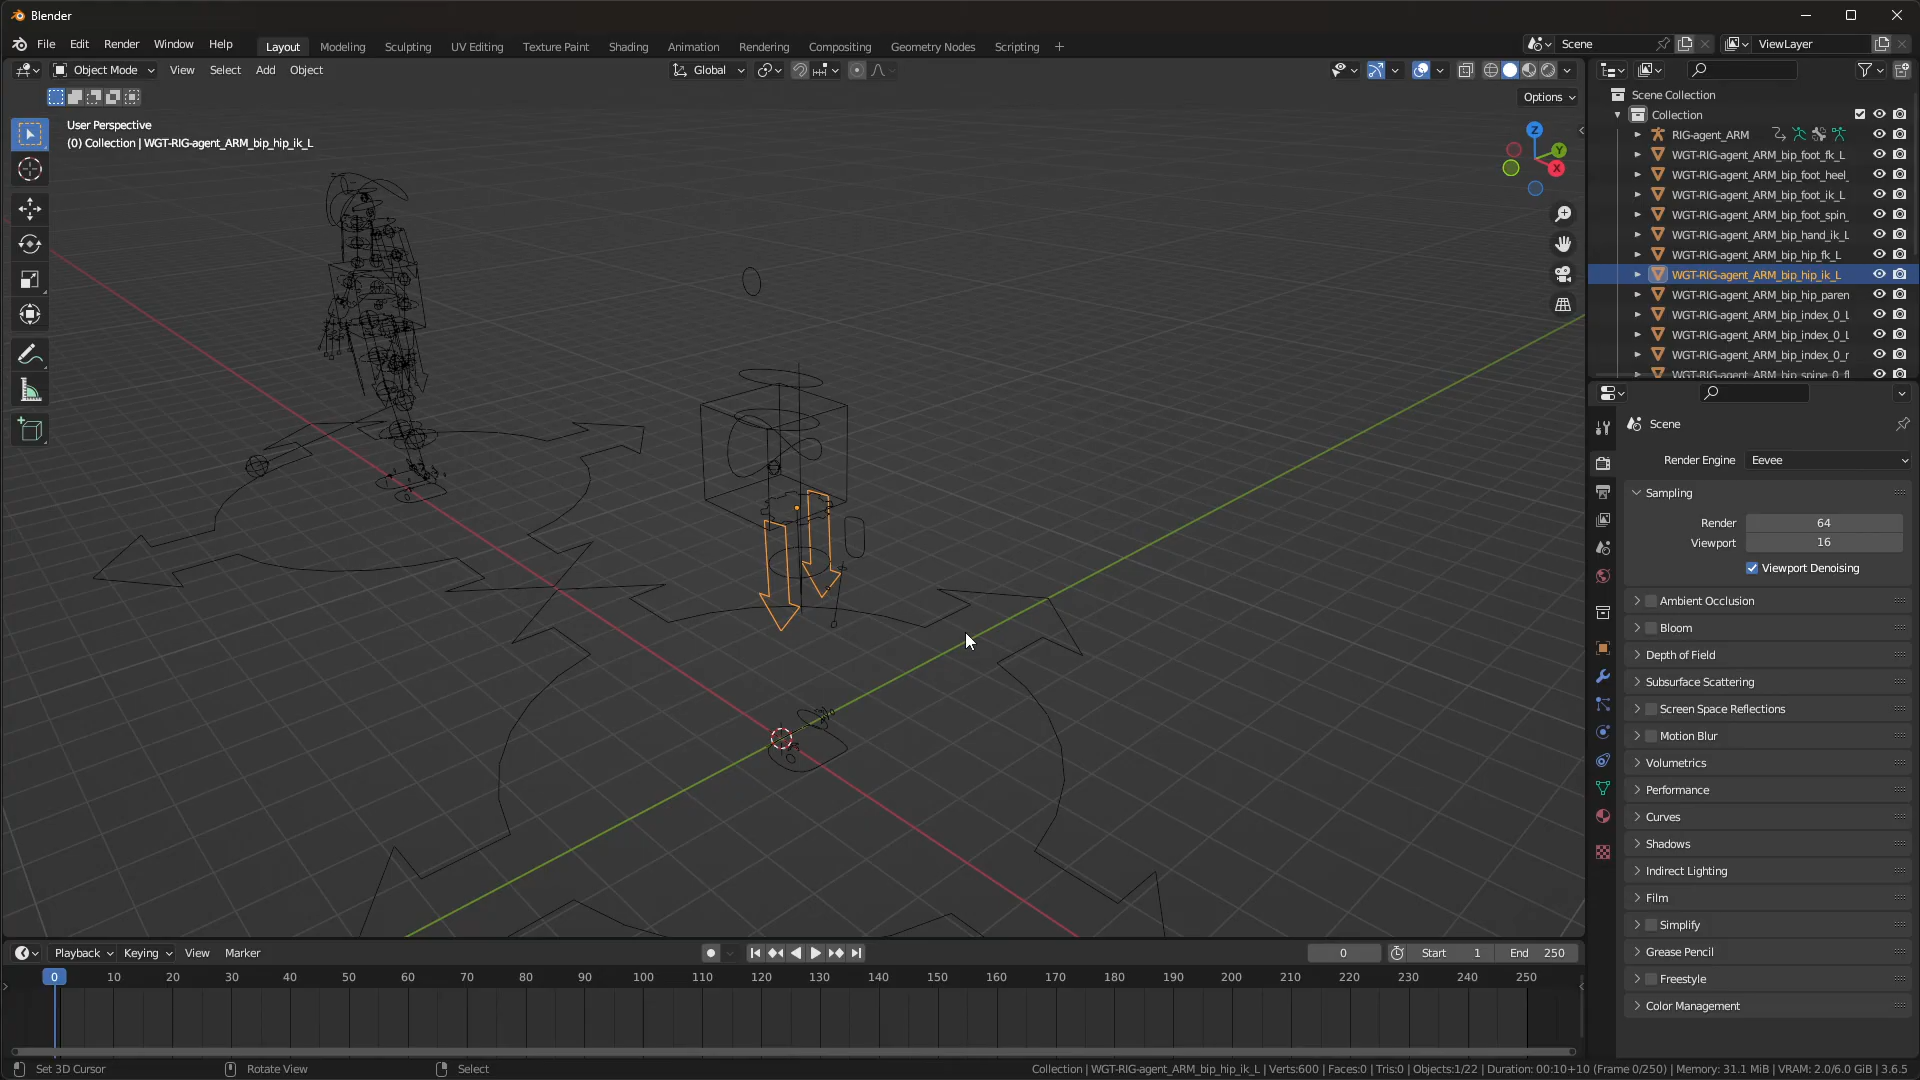 Blender
File Edit Render Window Help
Layout Modeling Sculpting UV Editing Texture Paint Shading Animation Rendering Compositing Geometry Nodes Scripting +
Scene
ViewLayer
Object Mode View Select Add Object
Global
Options
User Perspective
(0) Collection | WGT-RIG-agent_ARM_bip_hip_ik_L
Z
Y
X
Scene Collection
Collection
RIG-agent_ARM
WGT-RIG-agent_ARM_bip_foot_fk_L
WGT-RIG-agent_ARM_bip_foot_heel_
WGT-RIG-agent_ARM_bip_foot_ik_L
WGT-RIG-agent_ARM_bip_foot_spin_
WGT-RIG-agent_ARM_bip_hand_ik_L
WGT-RIG-agent_ARM_bip_hip_fk_L
WGT-RIG-agent_ARM_bip_hip_ik_L
WGT-RIG-agent_ARM_bip_hip_paren
WGT-RIG-agent_ARM_bip_index_0_L
WGT-RIG-agent_ARM_bip_index_0_L
WGT-RIG-agent_ARM_bip_index_0_r
WGT-RIG-agent_ARM_bip_spine_0_fl
Scene
Render Engine Eevee
Sampling
Render 64
Viewport 16
Viewport Denoising
Ambient Occlusion
Bloom
Depth of Field
Subsurface Scattering
Screen Space Reflections
Motion Blur
Volumetrics
Performance
Curves
Shadows
Indirect Lighting
Film
Simplify
Grease Pencil
Freestyle
Color Management
Playback Keying View Marker
0
Start 1 End 250
0 10 20 30 40 50 60 70 80 90 100 110 120 130 140 150 160 170 180 190 200 210 220 230 240 250
Set 3D Cursor
Rotate View
Select
Collection | WGT-RIG-agent_ARM_bip_hip_ik_L | Verts:600 | Faces:0 | Tris:0 | Objects:1/22 | Duration: 00:10+10 (Frame 0/250) | Memory: 31.1 MiB | VRAM: 2.0/6.0 GiB | 3.6.5